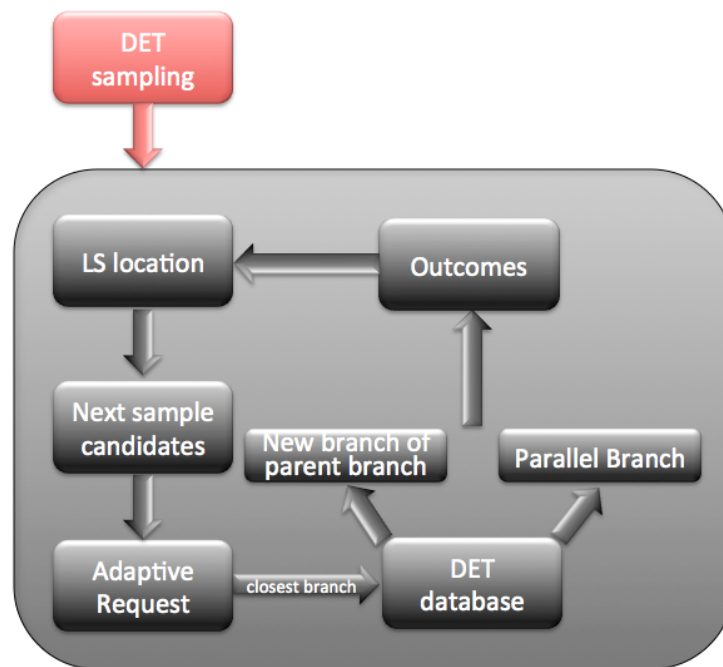 DET
sampling
LS location
Outcomes
Next sample
candidates
New branch of
parent branch
Parallel Branch
Adaptive
Request
closest branch
DET
database